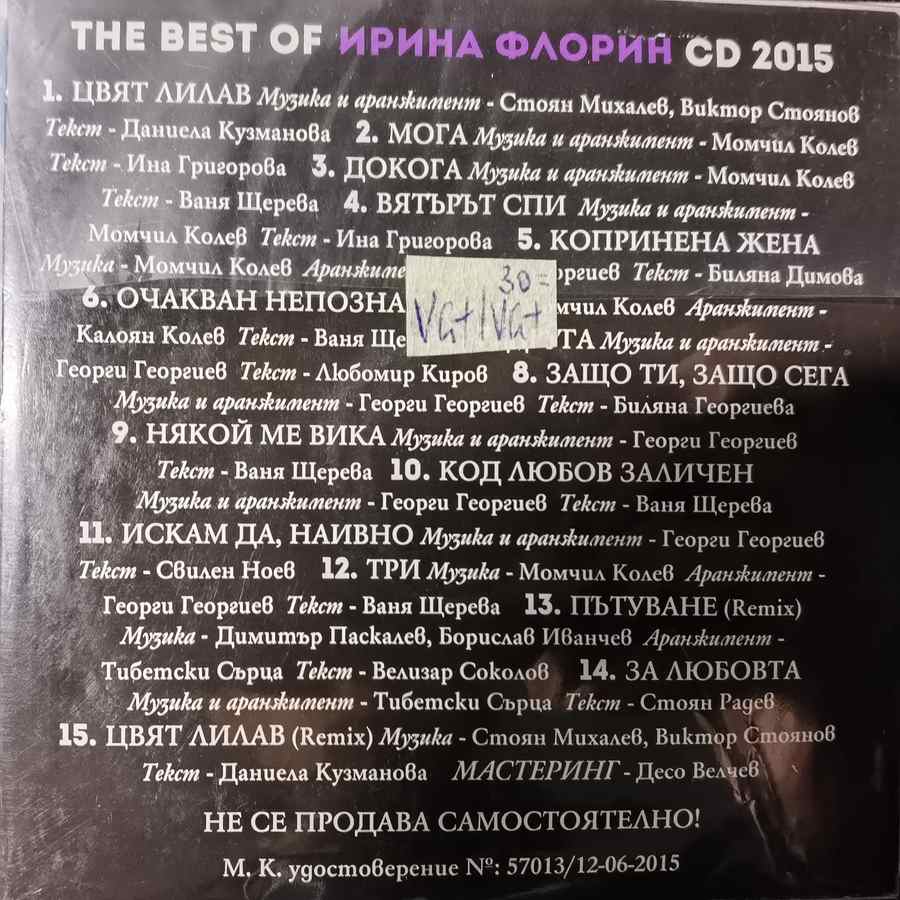 THE BEST OF ИРИНА ФЛОРИН CD 2015
1. ЦВЯТ ЛИЛАВ Музика и аранжимент - Стоян Михалев, Виктор Стоянов
Текст - Даниела Кузманова 2. МОГА Музика и аранжимент - Момчил Колев
Текст - Ина Григорова 3. ДОКОГА Музика и аранжимент - Момчил Колев
Текст - Ваня Щерева 4. ВЯТЪРЪТ СПИ Музика и аранжимент -
Момчил Колев Текст - Ина Григорова 5. КОПРИНЕНА ЖЕНА
Музика - Момчил Колев Текст - Биляна Димова
30=
6. ОЧАКВАН Колев Аранжимент -
VG+/VG+
Калоян Колев Текст - Ваня Музика и аранжимент -
Георги Георгиев Текст - Любомир Киров 8. ЗАЩО ТИ, ЗАЩО СЕГА
Музика и аранжимент - Георги Георгиев Текст - Биляна Георгиева
9. НЯКОЙ МЕ ВИКА Музика и аранжимент - Георги Георгиев
Текст - Ваня Щерева 10. КОД ЛЮБОВ ЗАЛИЧЕН
Музика и аранжимент - Георги Георгиев Текст - Ваня Щерева
11. ИСКАМ ДА, НАИВНО Музика и аранжимент - Георги Георгиев
Текст - Свилен Ноев 12. ТРИ Музика - Момчил Колев Аранжимент -
Георги Георгиев Текст - Ваня Щерева 13. ПЪТУВАНЕ (Remix)
Музика - Димитър Паскалев, Борислав Иванчев Аранжимент -
Тибетски Сърца Текст - Велизар Соколов 14. ЗА ЛЮБОВТА
Музика и аранжимент - Тибетски Сърца Текст - Стоян Радев
15. ЦВЯТ ЛИЛАВ (Remix) Музика - Стоян Михалев, Виктор Стоянов
Текст - Даниела Кузманова МАСТЕРИНГ - Десо Велчев
НЕ СЕ ПРОДАВА САМОСТОЯТЕЛНО!
М. К. удостоверение №: 57013/12-06-2015